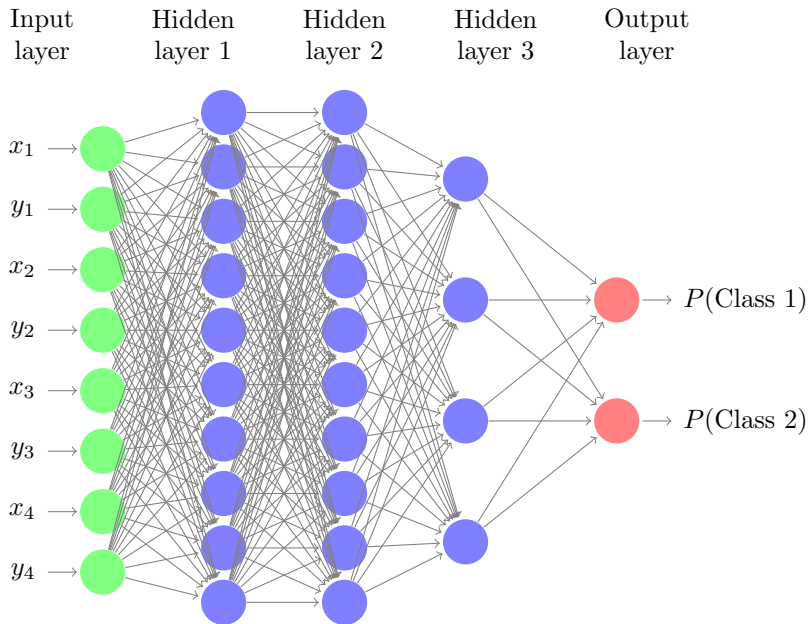 Input layer
Hidden layer 1
Hidden layer 2
Hidden layer 3
Output layer
x₁
y₁
x₂
y₂
x₃
y₃
x₄
y₄
P(Class 1)
P(Class 2)